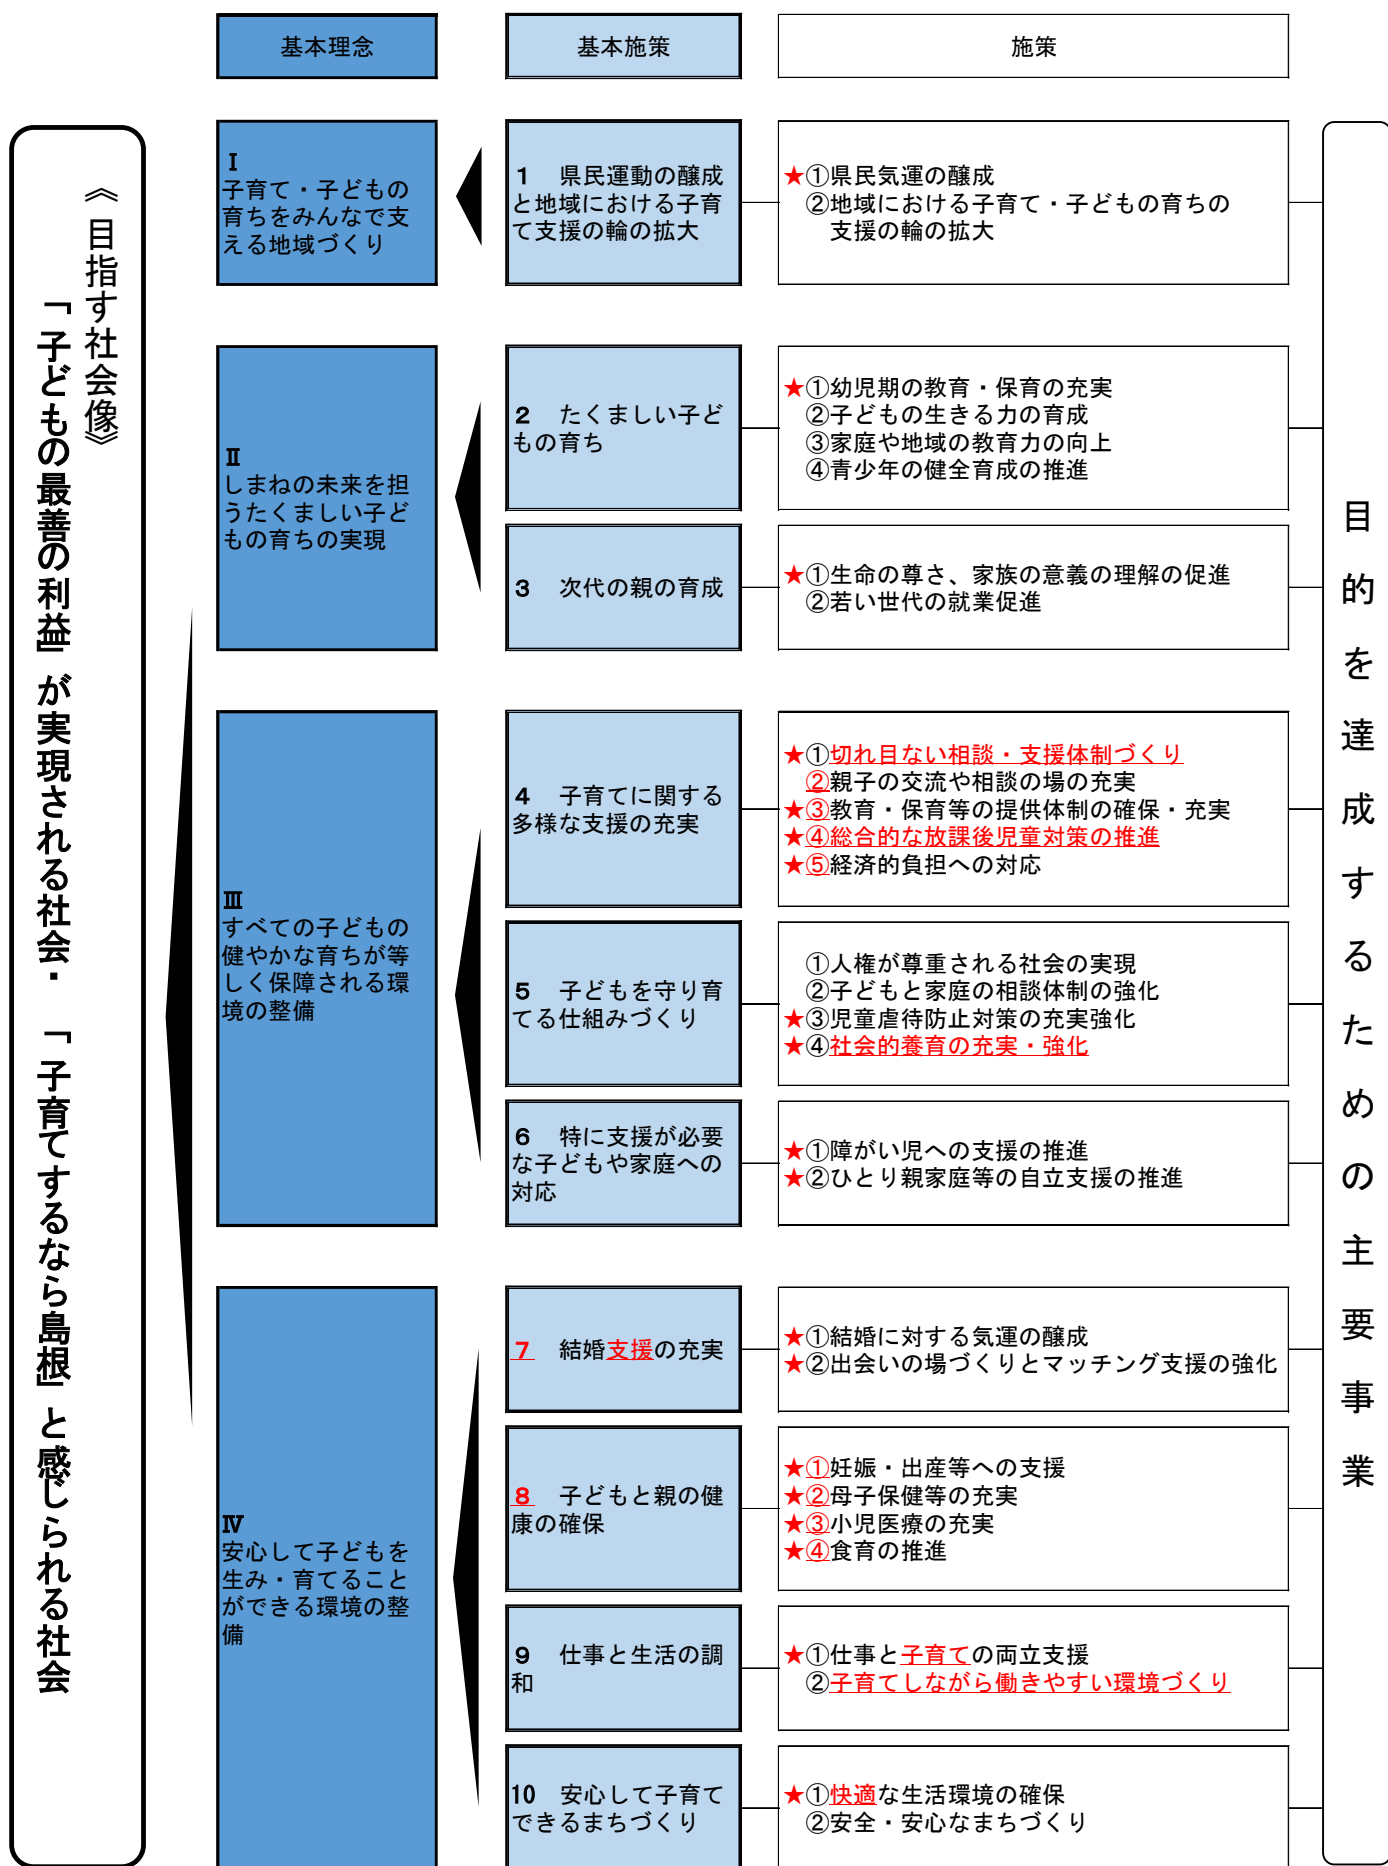 基本理念
基本施策
施策
《目指す社会像》
「子どもの最善の利益」が実現される社会・「子育てするなら島根」と感じられる社会
Ⅰ
子育て・子どもの
育ちをみんなで支
える地域づくり
1 県民運動の醸成
と地域における子育
て支援の輪の拡大
★①県民気運の醸成
②地域における子育て・子どもの育ちの
支援の輪の拡大
Ⅱ
しまねの未来を担
うたくましい子ど
もの育ちの実現
2 たくましい子ど
もの育ち
★①幼児期の教育・保育の充実
②子どもの生きる力の育成
③家庭や地域の教育力の向上
④青少年の健全育成の推進
3 次代の親の育成
★①生命の尊さ、家族の意義の理解の促進
②若い世代の就業促進
Ⅲ
すべての子どもの
健やかな育ちが等
しく保障される環
境の整備
4 子育てに関する
多様な支援の充実
★①切れ目ない相談・支援体制づくり
②親子の交流や相談の場の充実
★③教育・保育等の提供体制の確保・充実
★④総合的な放課後児童対策の推進
★⑤経済的負担への対応
5 子どもを守り育
てる仕組みづくり
①人権が尊重される社会の実現
②子どもと家庭の相談体制の強化
★③児童虐待防止対策の充実強化
★④社会的養育の充実・強化
6 特に支援が必要
な子どもや家庭への
対応
★①障がい児への支援の推進
★②ひとり親家庭等の自立支援の推進
Ⅳ
安心して子どもを
生み・育てること
ができる環境の整
備
7 結婚支援の充実
★①結婚に対する気運の醸成
★②出会いの場づくりとマッチング支援の強化
8 子どもと親の健
康の確保
★①妊娠・出産等への支援
★②母子保健等の充実
★③小児医療の充実
★④食育の推進
9 仕事と生活の調
和
★①仕事と子育ての両立支援
②子育てしながら働きやすい環境づくり
10 安心して子育て
できるまちづくり
★①快適な生活環境の確保
②安全・安心なまちづくり
目的を達成するための主要事業